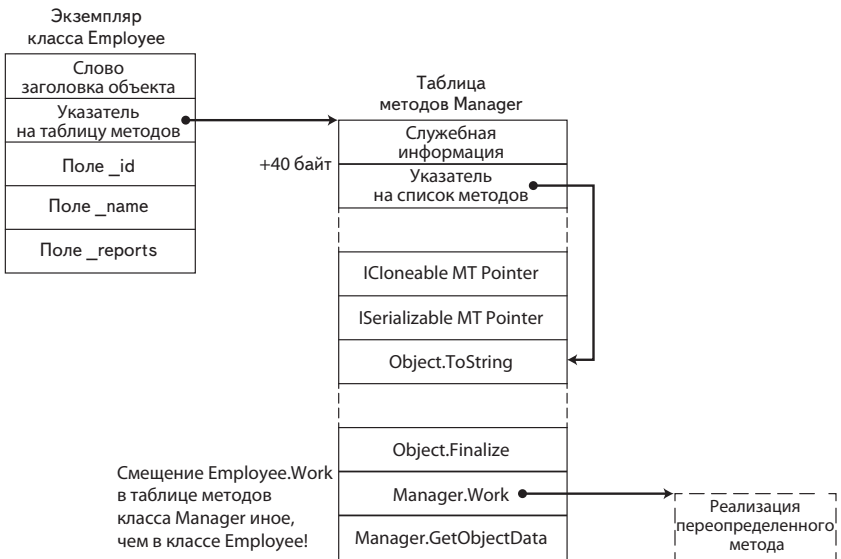 Экземпляр
класса Employee
Слово
заголовка объекта
Указатель
на таблицу методов
Поле _id
Поле _name
Поле _reports
Таблица
методов Manager
Служебная
информация
+40 байт
Указатель
на список методов
ICloneable MT Pointer
ISerializable MT Pointer
Object.ToString
Object.Finalize
Manager.Work
Manager.GetObjectData
Смещение Employee.Work
в таблице методов
класса Manager иное,
чем в классе Employee!
Реализация
переопределенного
метода